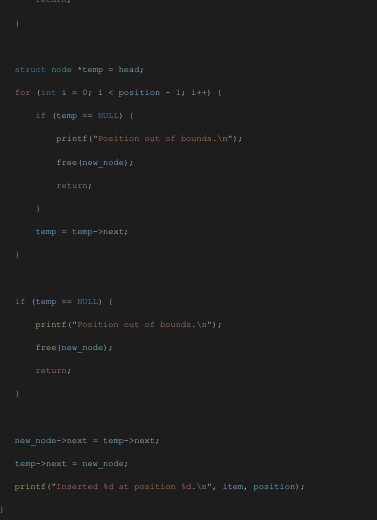 return;
}
struct node *temp = head;
for (int i = 0; i < position - 1; i++) {
if (temp == NULL) {
printf("Position out of bounds.\n");
free(new_node);
return;
}
temp = temp->next;
}
if (temp == NULL) {
printf("Position out of bounds.\n");
free(new_node);
return;
}
new_node->next = temp->next;
temp->next = new_node;
printf("Inserted %d at position %d.\n", item, position);
}